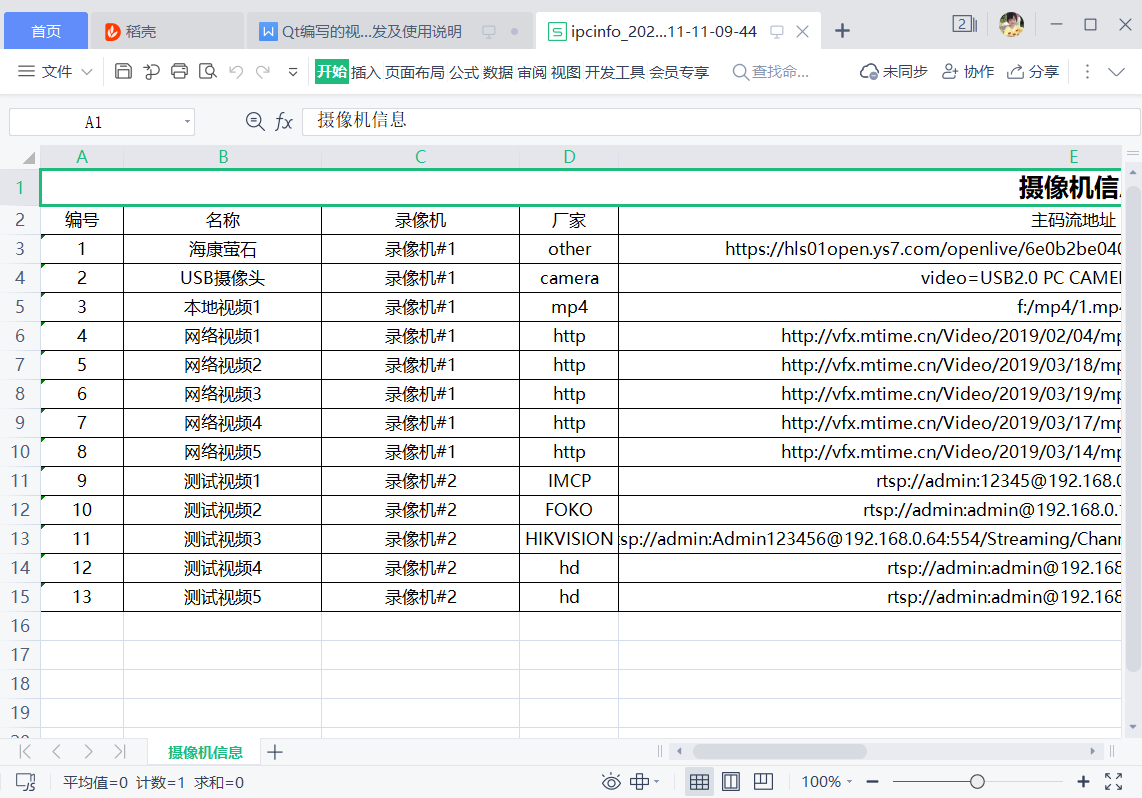 首页 稻壳 Qt编写的视...发及使用说明 ipcinfo_202...11-11-09-44 2
文件 开始 插入 页面布局 公式 数据 审阅 视图 开发工具 会员专享 查找命... 未同步 协作 分享
A1 fx 摄像机信息
A B C D E
1 摄像机信息
2 编号 名称 录像机 厂家 主码流地址
3 1 海康萤石 录像机#1 other https://hls01open.ys7.com/openlive/6e0b2be040
4 2 USB摄像头 录像机#1 camera video=USB2.0 PC CAMER
5 3 本地视频1 录像机#1 mp4 f:/mp4/1.mp4
6 4 网络视频1 录像机#1 http http://vfx.mtime.cn/Video/2019/02/04/mp
7 5 网络视频2 录像机#1 http http://vfx.mtime.cn/Video/2019/03/18/mp
8 6 网络视频3 录像机#1 http http://vfx.mtime.cn/Video/2019/03/19/mp
9 7 网络视频4 录像机#1 http http://vfx.mtime.cn/Video/2019/03/17/mp
10 8 网络视频5 录像机#1 http http://vfx.mtime.cn/Video/2019/03/14/mp
11 9 测试视频1 录像机#2 IMCP rtsp://admin:12345@192.168.0
12 10 测试视频2 录像机#2 FOKO rtsp://admin:admin@192.168.0.1
13 11 测试视频3 录像机#2 HIKVISION tsp://admin:Admin123456@192.168.0.64:554/Streaming/Chann
14 12 测试视频4 录像机#2 hd rtsp://admin:admin@192.168
15 13 测试视频5 录像机#2 hd rtsp://admin:admin@192.168
16
17
18
19
摄像机信息
平均值=0 计数=1 求和=0 100%